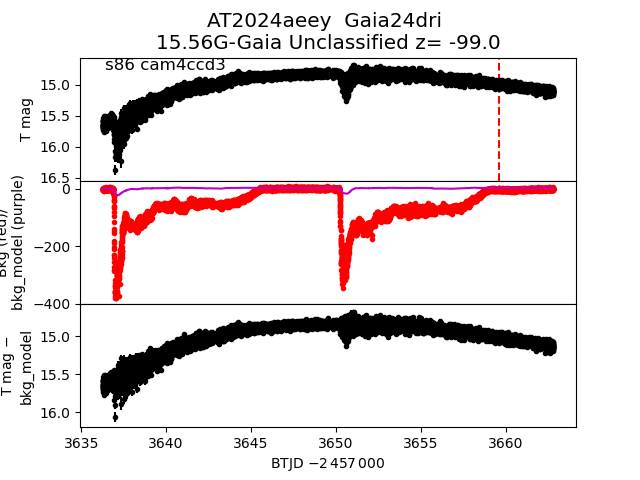 AT2024aeey Gaia24dri
15.56G-Gaia Unclassified z= -99.0
s86 cam4ccd3
T mag
15.0
15.5
16.0
16.5
Bkg (red)/
bkg_model (purple)
0
−200
−400
T mag −
bkg_model
15.0
15.5
16.0
3635 3640 3645 3650 3655 3660
BTJD −2 457 000